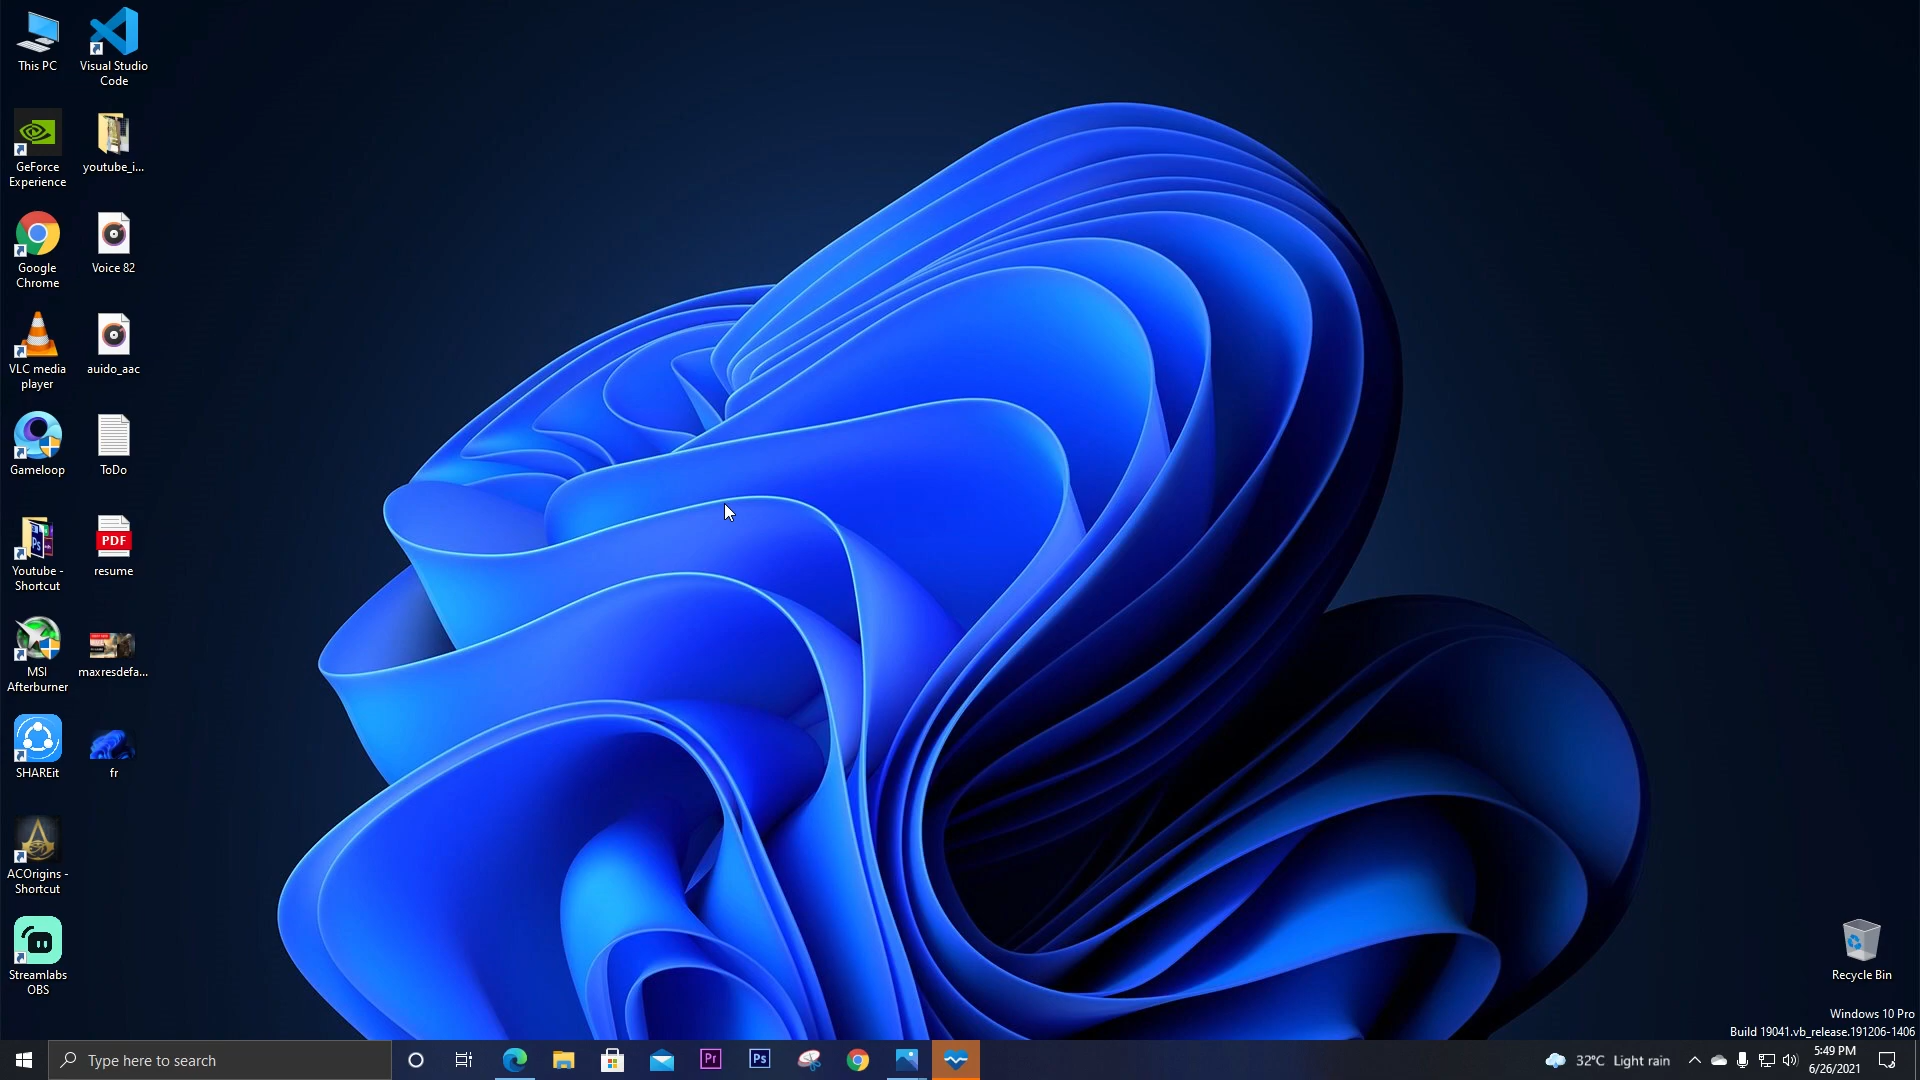 This PC
Visual Studio
Code
GeForce
Experience
youtube_i...
Google
Chrome
Voice 82
VLC media
player
auido_aac
Gameloop
ToDo
Youtube -
Shortcut
PDF
resume
MSI
Afterburner
maxresdefa...
SHAREit
fr
ACOrigins -
Shortcut
Streamlabs
OBS
Recycle Bin
Windows 10 Pro
Build 19041.vb_release.191206-1406
Type here to search
Pr
Ps
32°C Light rain
5:49 PM
6/26/2021